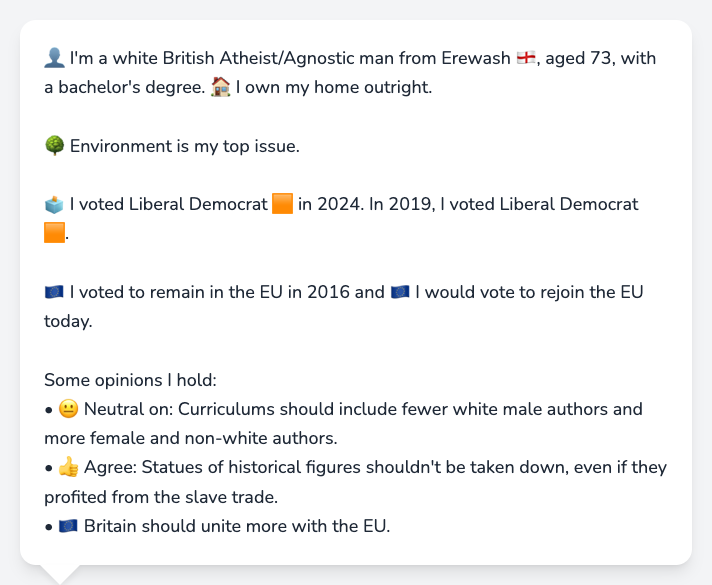 👤 I'm a white British Atheist/Agnostic man from Erewash 🏴󠁧󠁢󠁥󠁮󠁧󠁿, aged 73, with
a bachelor's degree. 🏠 I own my home outright.
🌳 Environment is my top issue.
🗳️ I voted Liberal Democrat 🟧 in 2024. In 2019, I voted Liberal Democrat
🟧.
🇪🇺 I voted to remain in the EU in 2016 and 🇪🇺 I would vote to rejoin the EU
today.
Some opinions I hold:
• 😐 Neutral on: Curriculums should include fewer white male authors and
more female and non-white authors.
• 👍 Agree: Statues of historical figures shouldn't be taken down, even if they
profited from the slave trade.
• 🇪🇺 Britain should unite more with the EU.